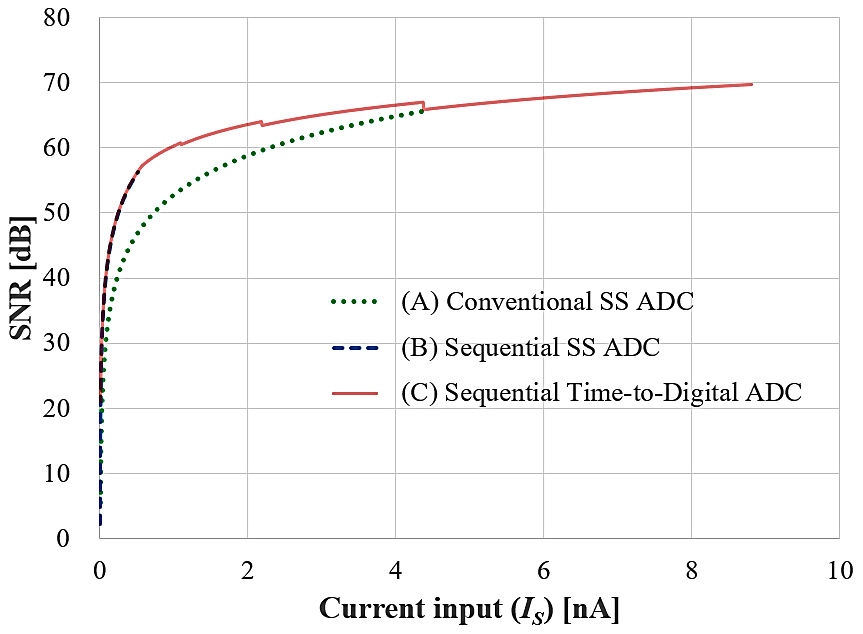 80
70
60
50
40
30
20
10
0
SNR [dB]
(A) Conventional SS ADC
(B) Sequential SS ADC
(C) Sequential Time-to-Digital ADC
0 2 4 6 8 10
Current input (I_S) [nA]